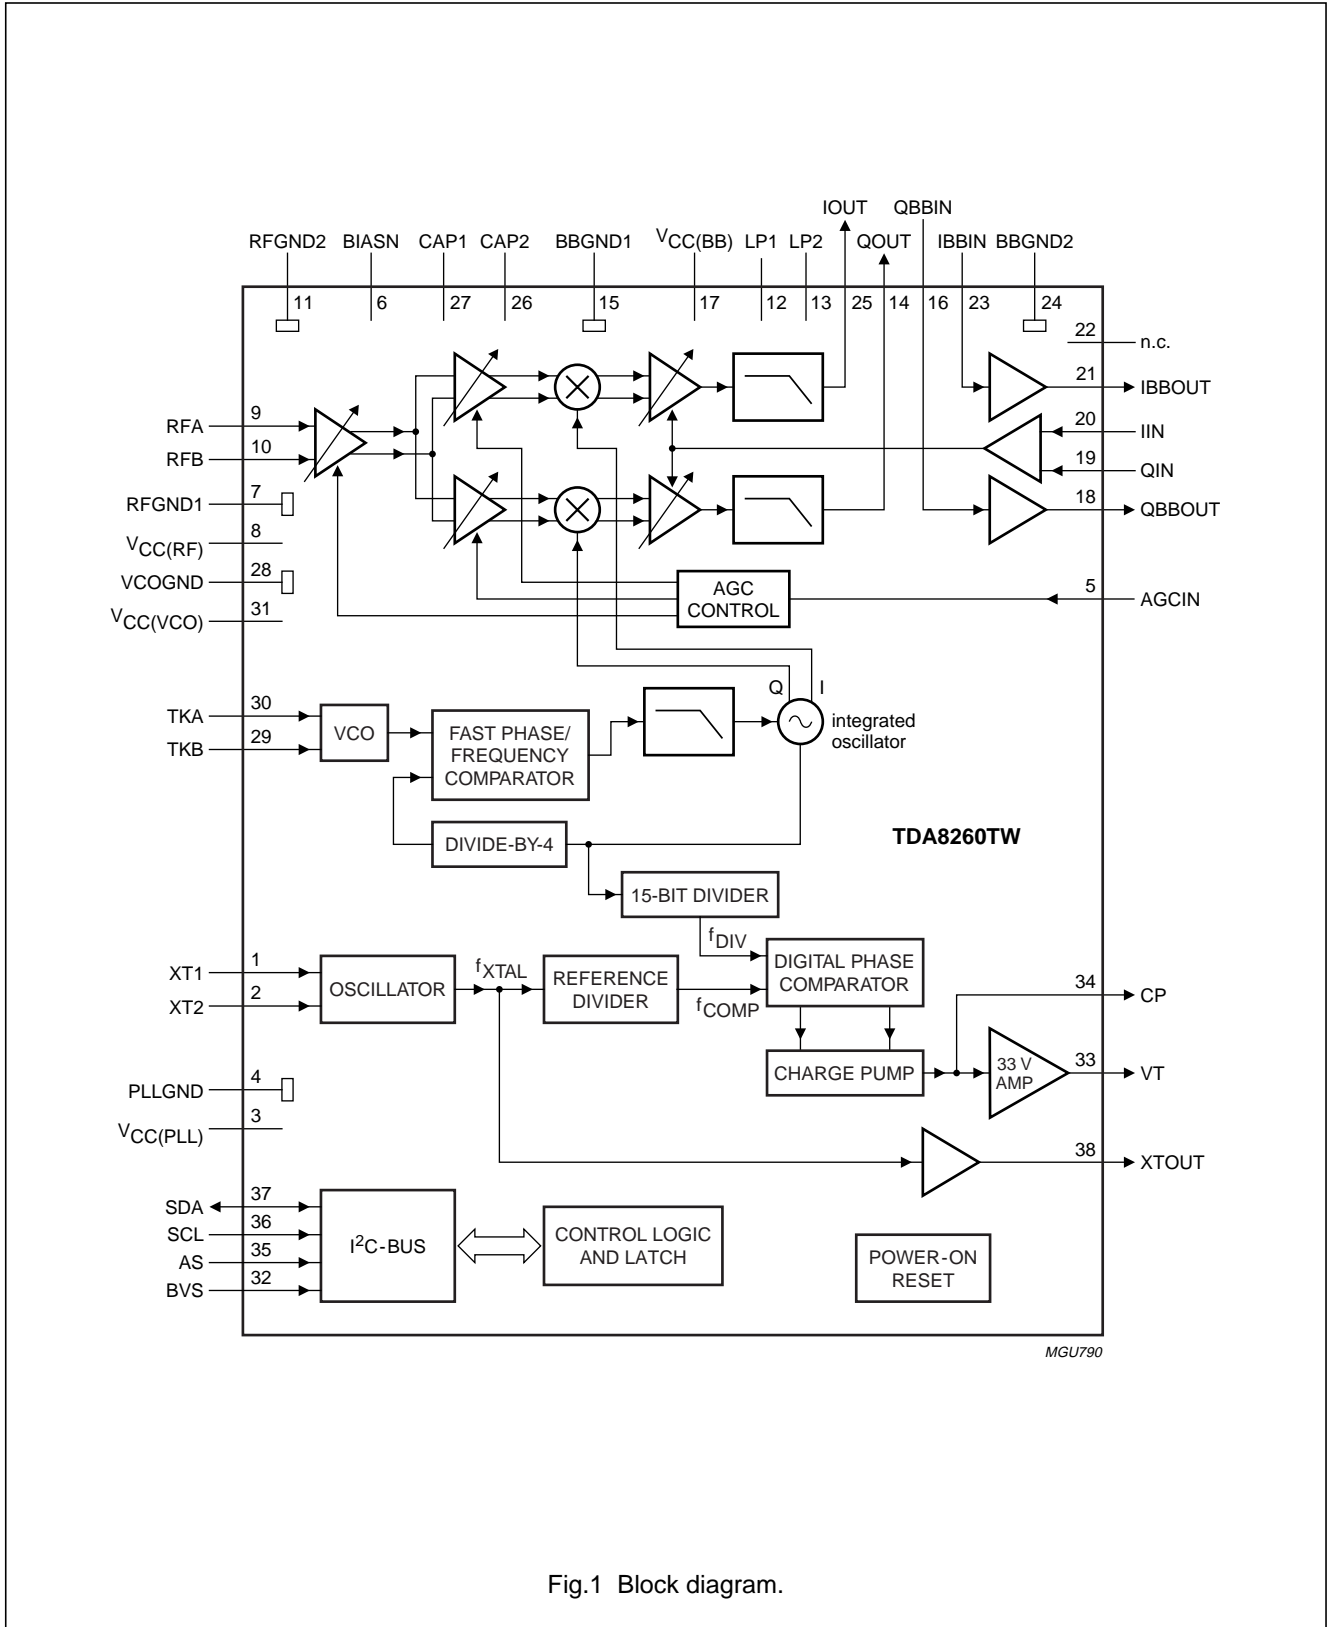 IOUT QBBIN
RFGND2 BIASN CAP1 CAP2 BBGND1 VCC(BB) LP1 LP2 QOUT IBBIN BBGND2
11 6 27 26 15 17 12 13 25 14 16 23 24
22 n.c.
21 IBBOUT
RFA 9
20 IIN
RFB 10
19 QIN
RFGND1 7
18 QBBOUT
VCC(RF) 8
VCOGND 28
AGC
CONTROL
5 AGCIN
VCC(VCO) 31
Q I
TKA 30
TKB 29
VCO
FAST PHASE/
FREQUENCY
COMPARATOR
integrated
oscillator
DIVIDE-BY-4
TDA8260TW
15-BIT DIVIDER
fDIV
XT1 1
XT2 2
OSCILLATOR
fXTAL
REFERENCE
DIVIDER
fCOMP
DIGITAL PHASE
COMPARATOR
34 CP
CHARGE PUMP
33 V
AMP
33 VT
PLLGND 4
VCC(PLL) 3
38 XTOUT
SDA 37
SCL 36
AS 35
BVS 32
I2C-BUS
CONTROL LOGIC
AND LATCH
POWER-ON
RESET
MGU790
Fig.1 Block diagram.